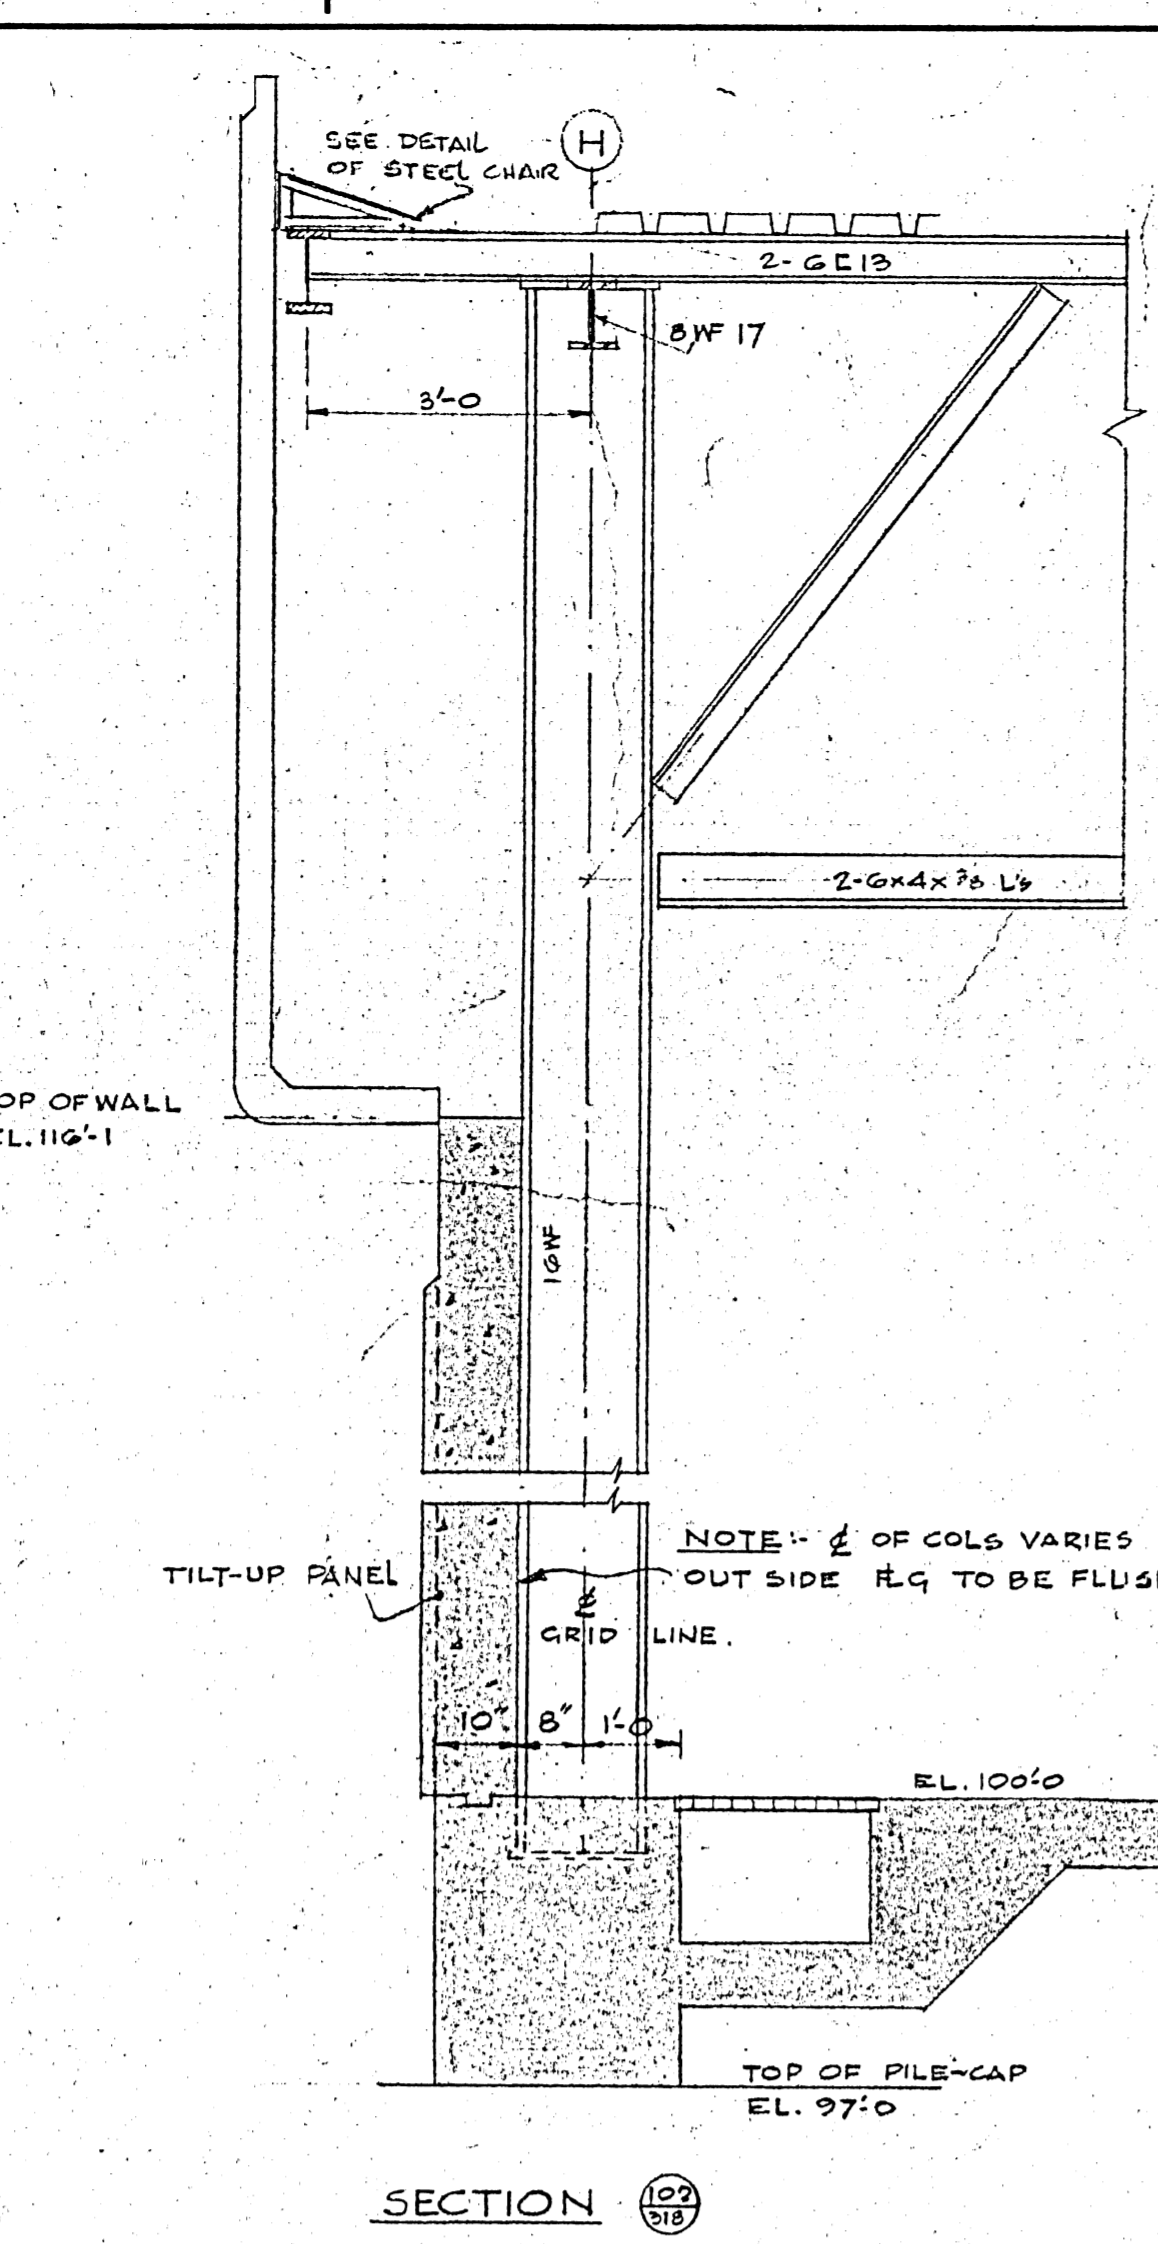 SEE DETAIL
OF STEEL CHAIR
H
2-6[13
8WF 17
3'-0
2-6x4x3/8 L's
OP OF WALL
EL.116'-1
16WF
NOTE:- ℄ OF COLS VARIES
OUT SIDE FLG TO BE FLUSH
TILT-UP PANEL
GRID LINE.
10" 8" 1'-0
EL. 100'-0
TOP OF PILE-CAP
EL. 97'-0
SECTION
318